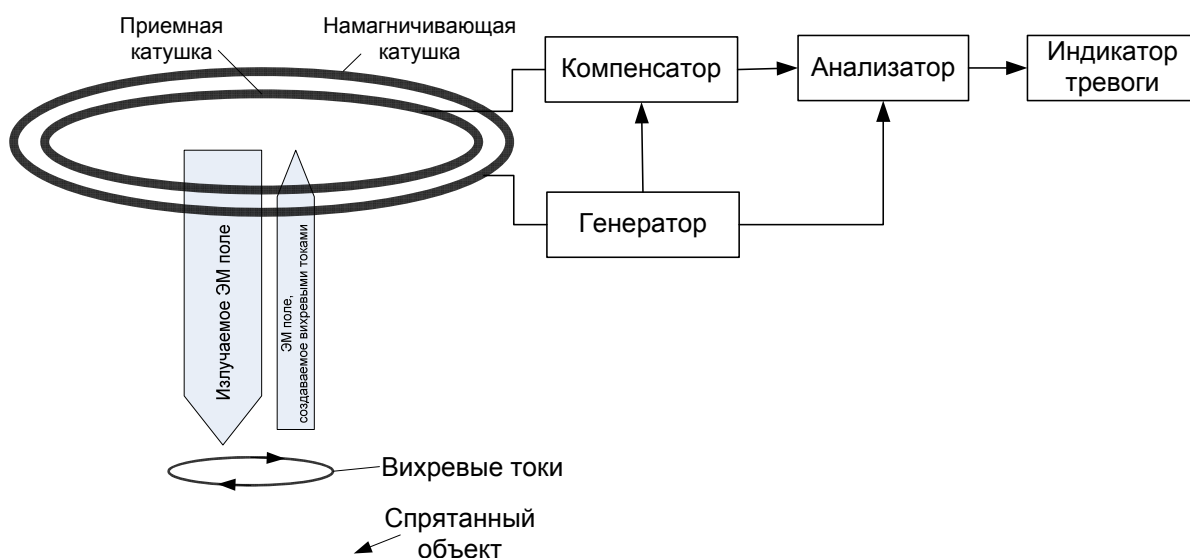 Приемная
катушка
Намагничивающая
катушка
Компенсатор
Анализатор
Индикатор
тревоги
Генератор
Излучаемое ЭМ поле
ЭМ поле,
создаваемое вихревыми токами
Вихревые токи
Спрятанный
объект